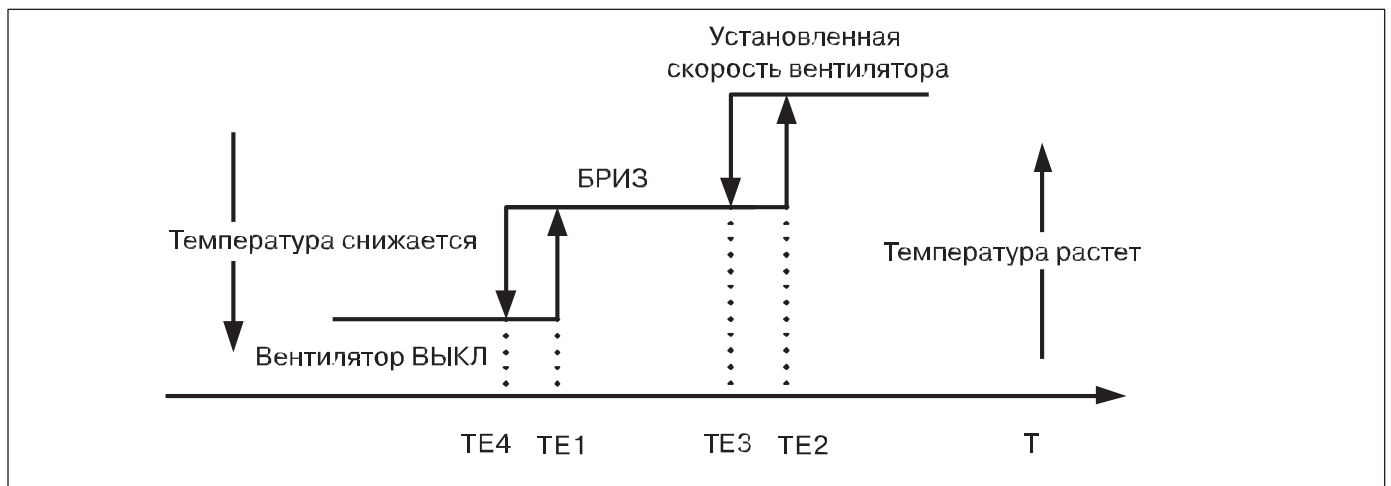 Установленная
скорость вентилятора
БРИЗ
Температура снижается
Температура растет
Вентилятор ВЫКЛ
TE4 TE1 TE3 TE2 T